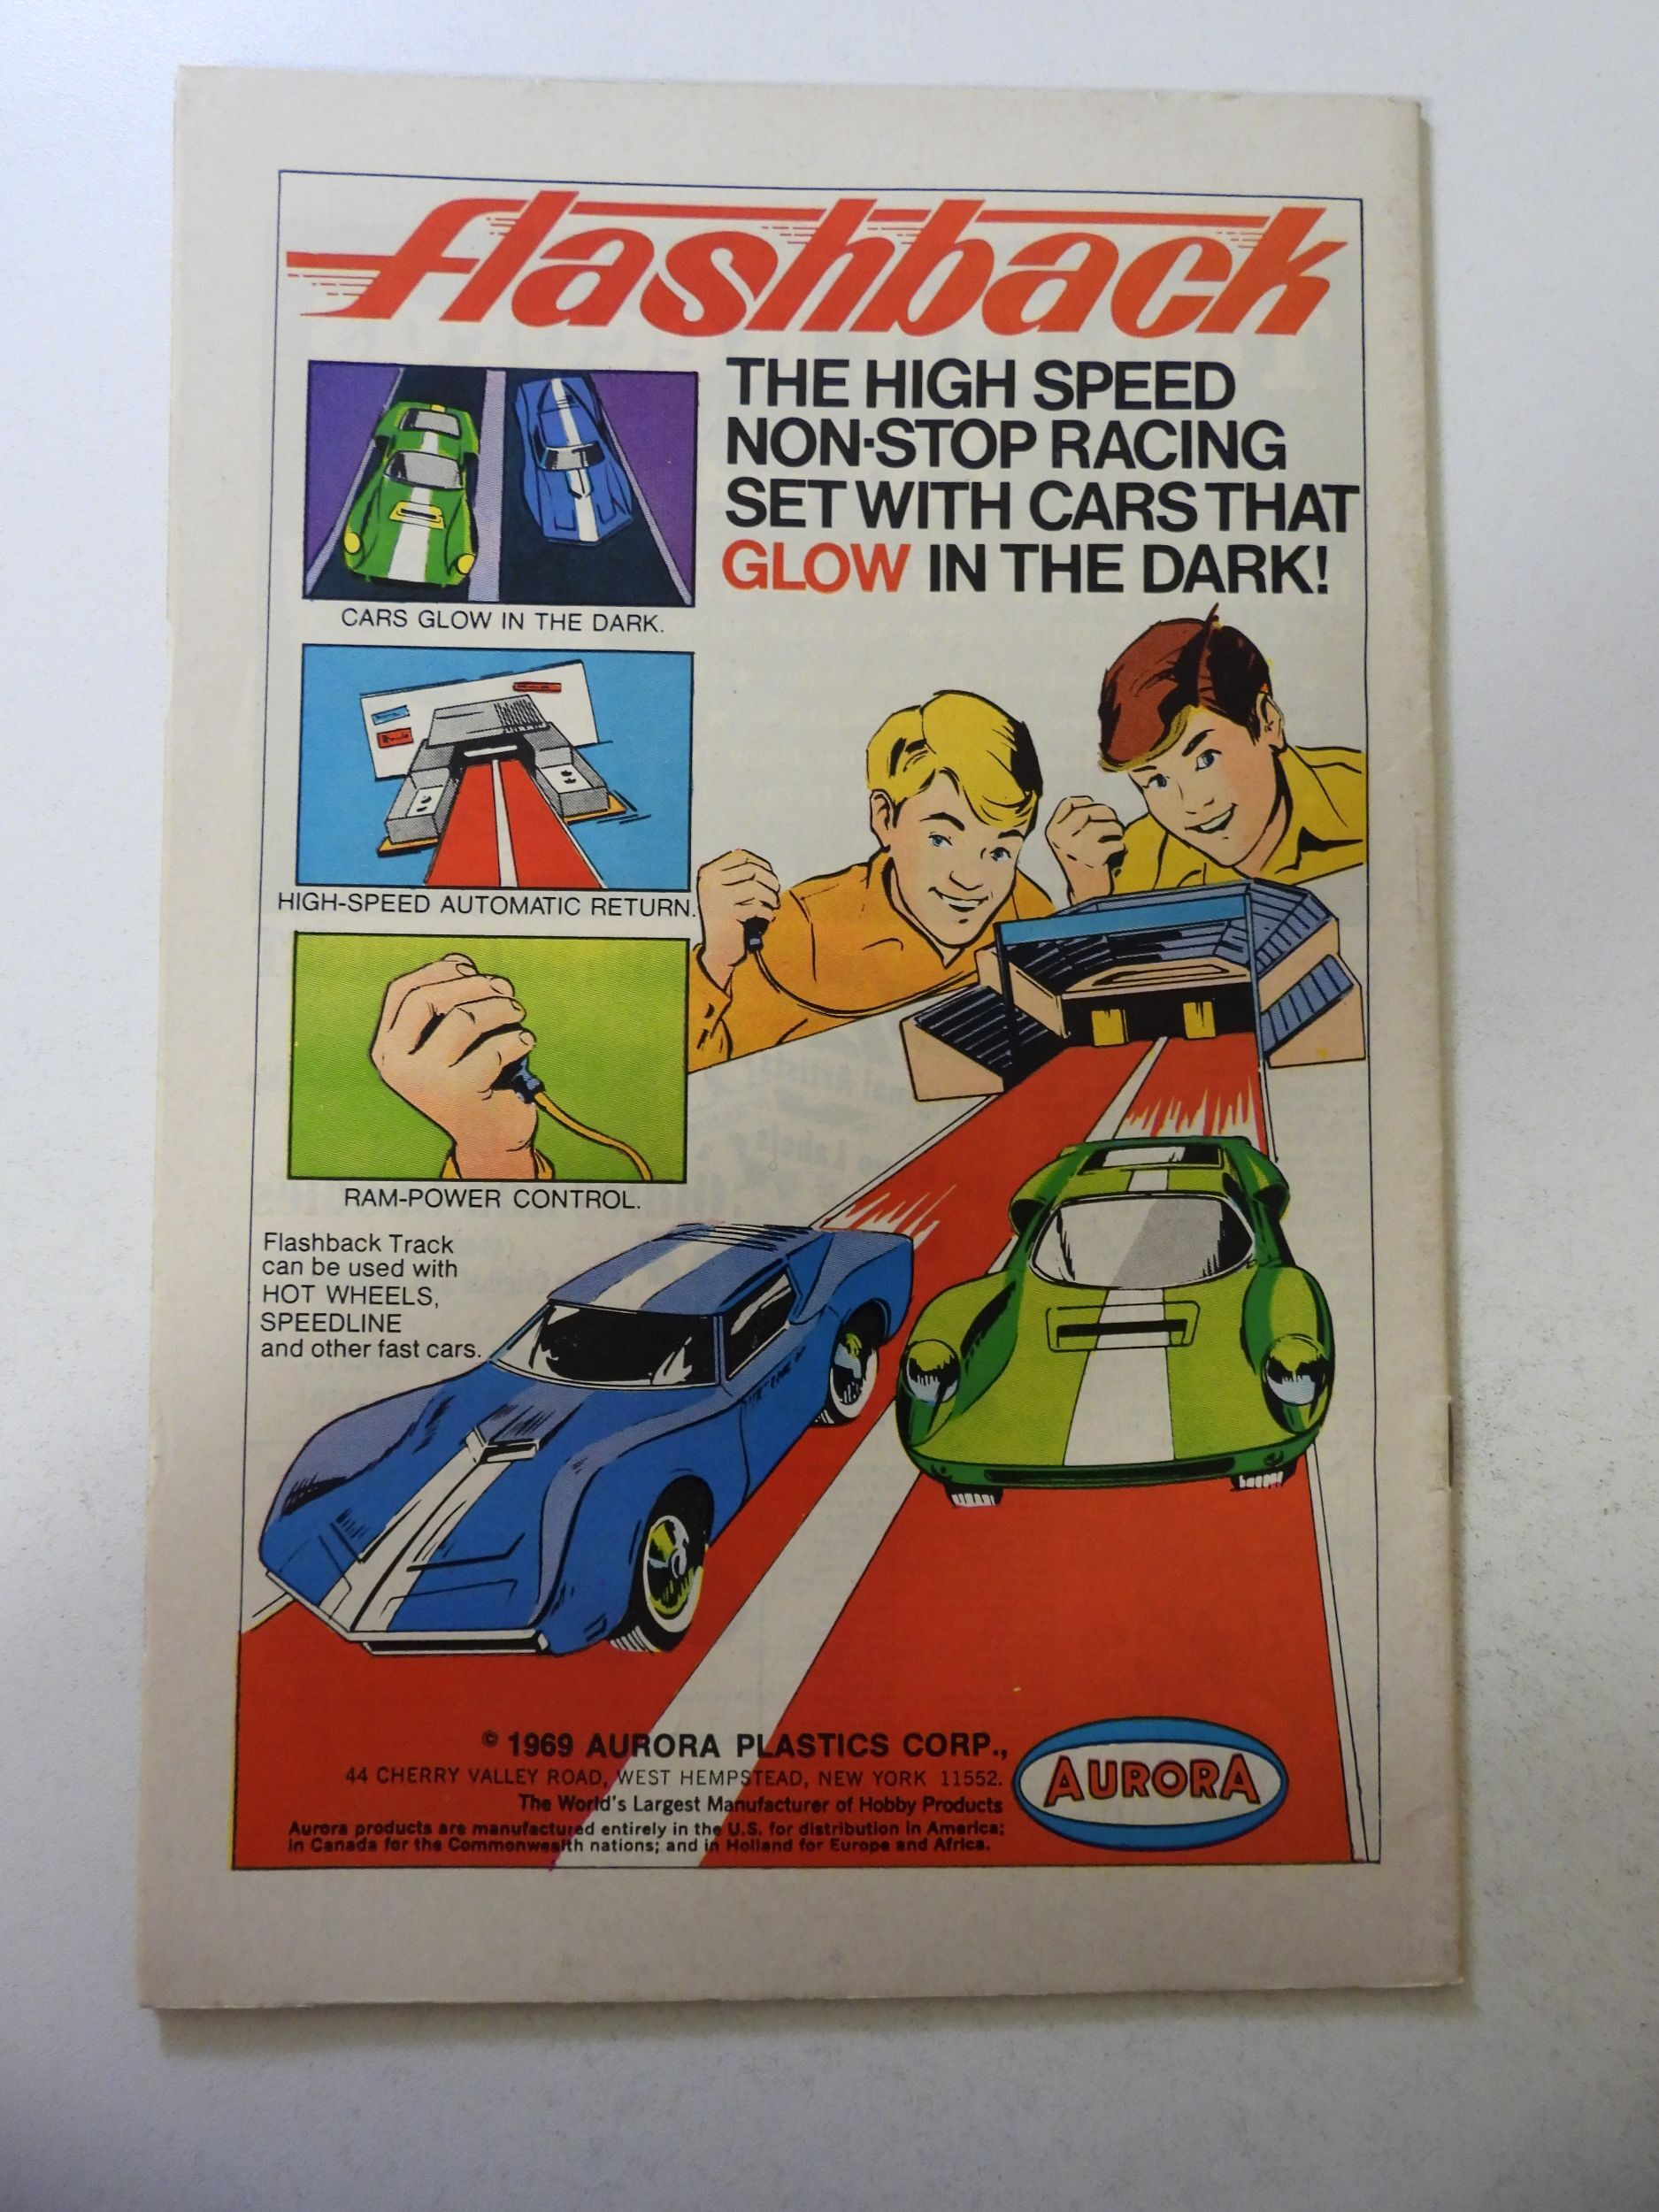 flashback
THE HIGH SPEED
NON-STOP RACING
SET WITH CARS THAT
GLOW IN THE DARK!
CARS GLOW IN THE DARK.
HIGH-SPEED AUTOMATIC RETURN.
RAM-POWER CONTROL.
Flashback Track
can be used with
HOT WHEELS,
SPEEDLINE
and other fast cars.
© 1969 AURORA PLASTICS CORP.,
44 CHERRY VALLEY ROAD, WEST HEMPSTEAD, NEW YORK 11552.
The World's Largest Manufacturer of Hobby Products
Aurora products are manufactured entirely in the U.S. for distribution in America;
in Canada for the Commonwealth nations; and in Holland for Europe and Africa.
AURORA